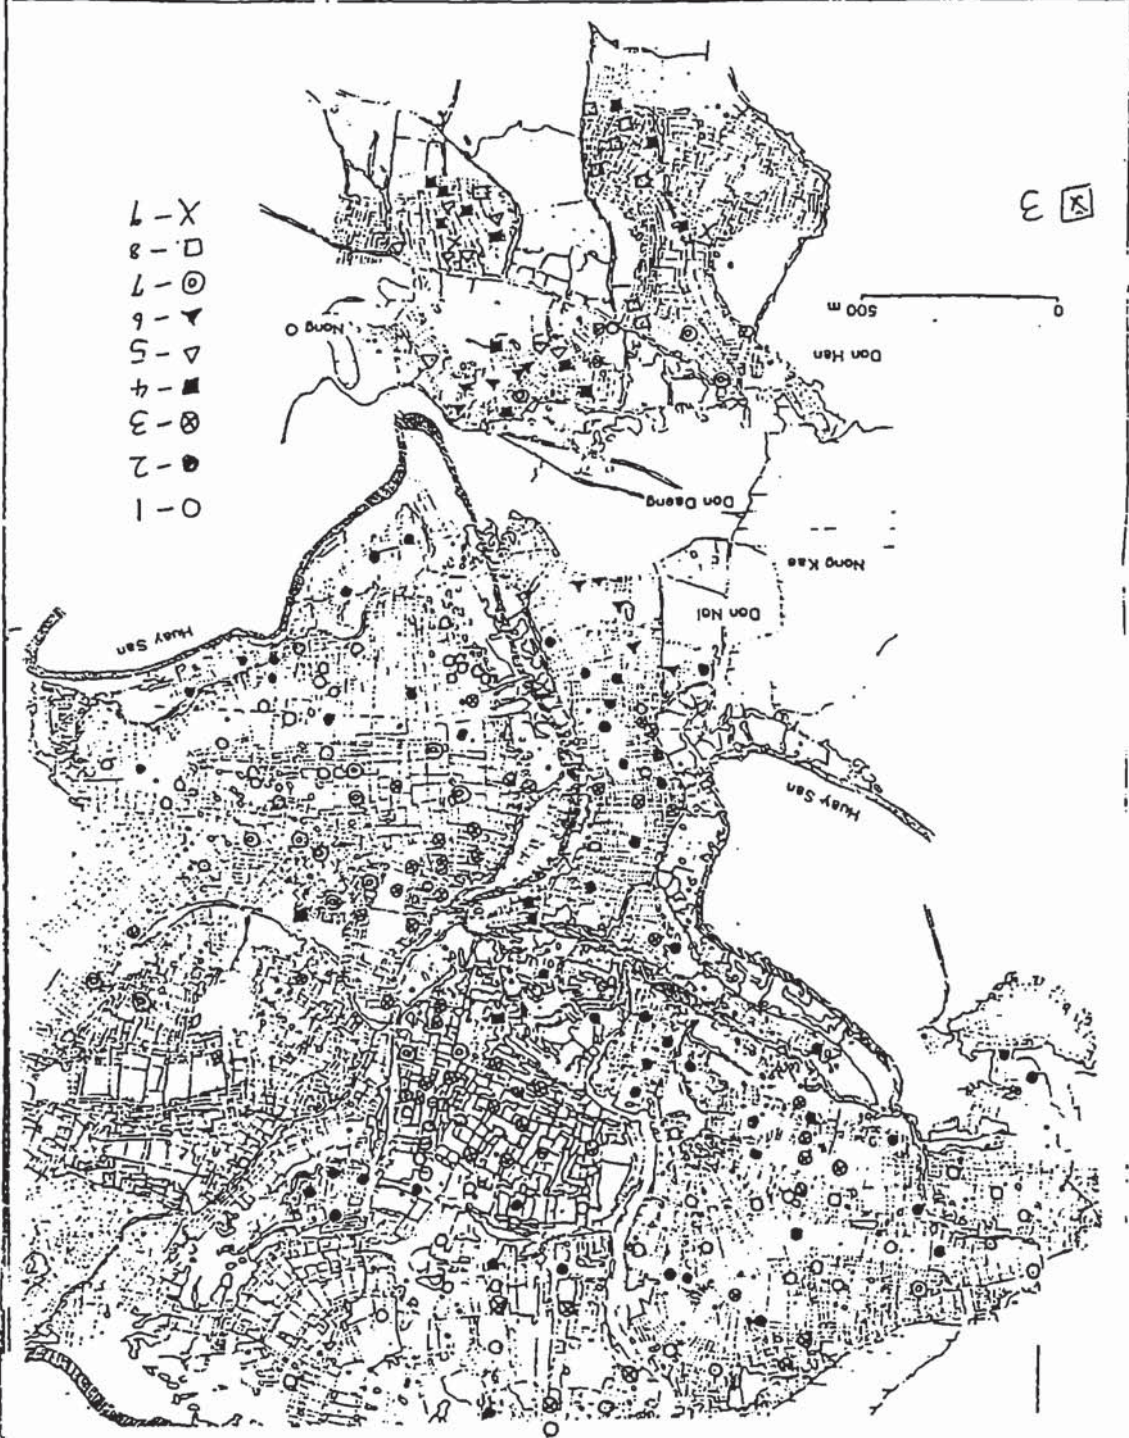 Huay San
Huay San
Don Noi
Nong Kae
Don Daeng
Don Han
Nong O
0 500 m
○-1
●-2
⊗-3
■-4
△-5
▲-6
◎-7
□-8
X-9
図 3